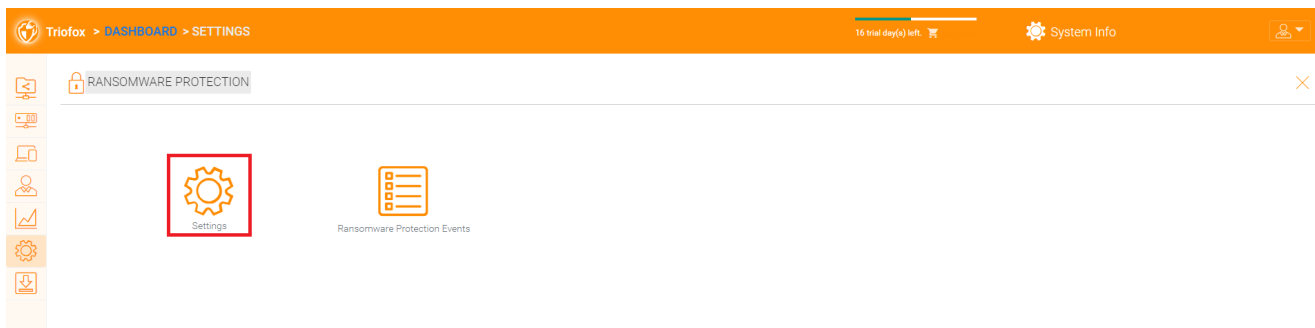 Triofox > DASHBOARD > SETTINGS
16 trial day(s) left.
System Info
RANSOMWARE PROTECTION
Settings
Ransomware Protection Events